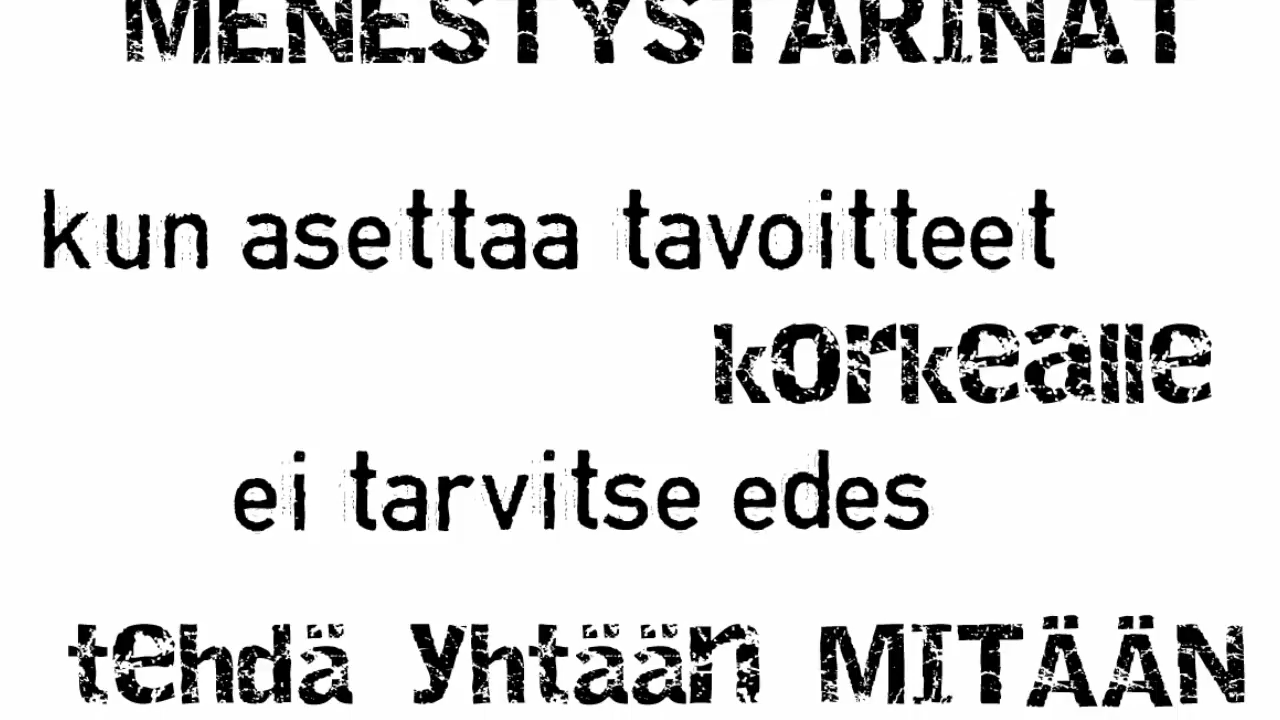 MENESTYSTARINAT
kun asettaa tavoitteet
korkealle
ei tarvitse edes
tehdä yhtään MITÄÄN